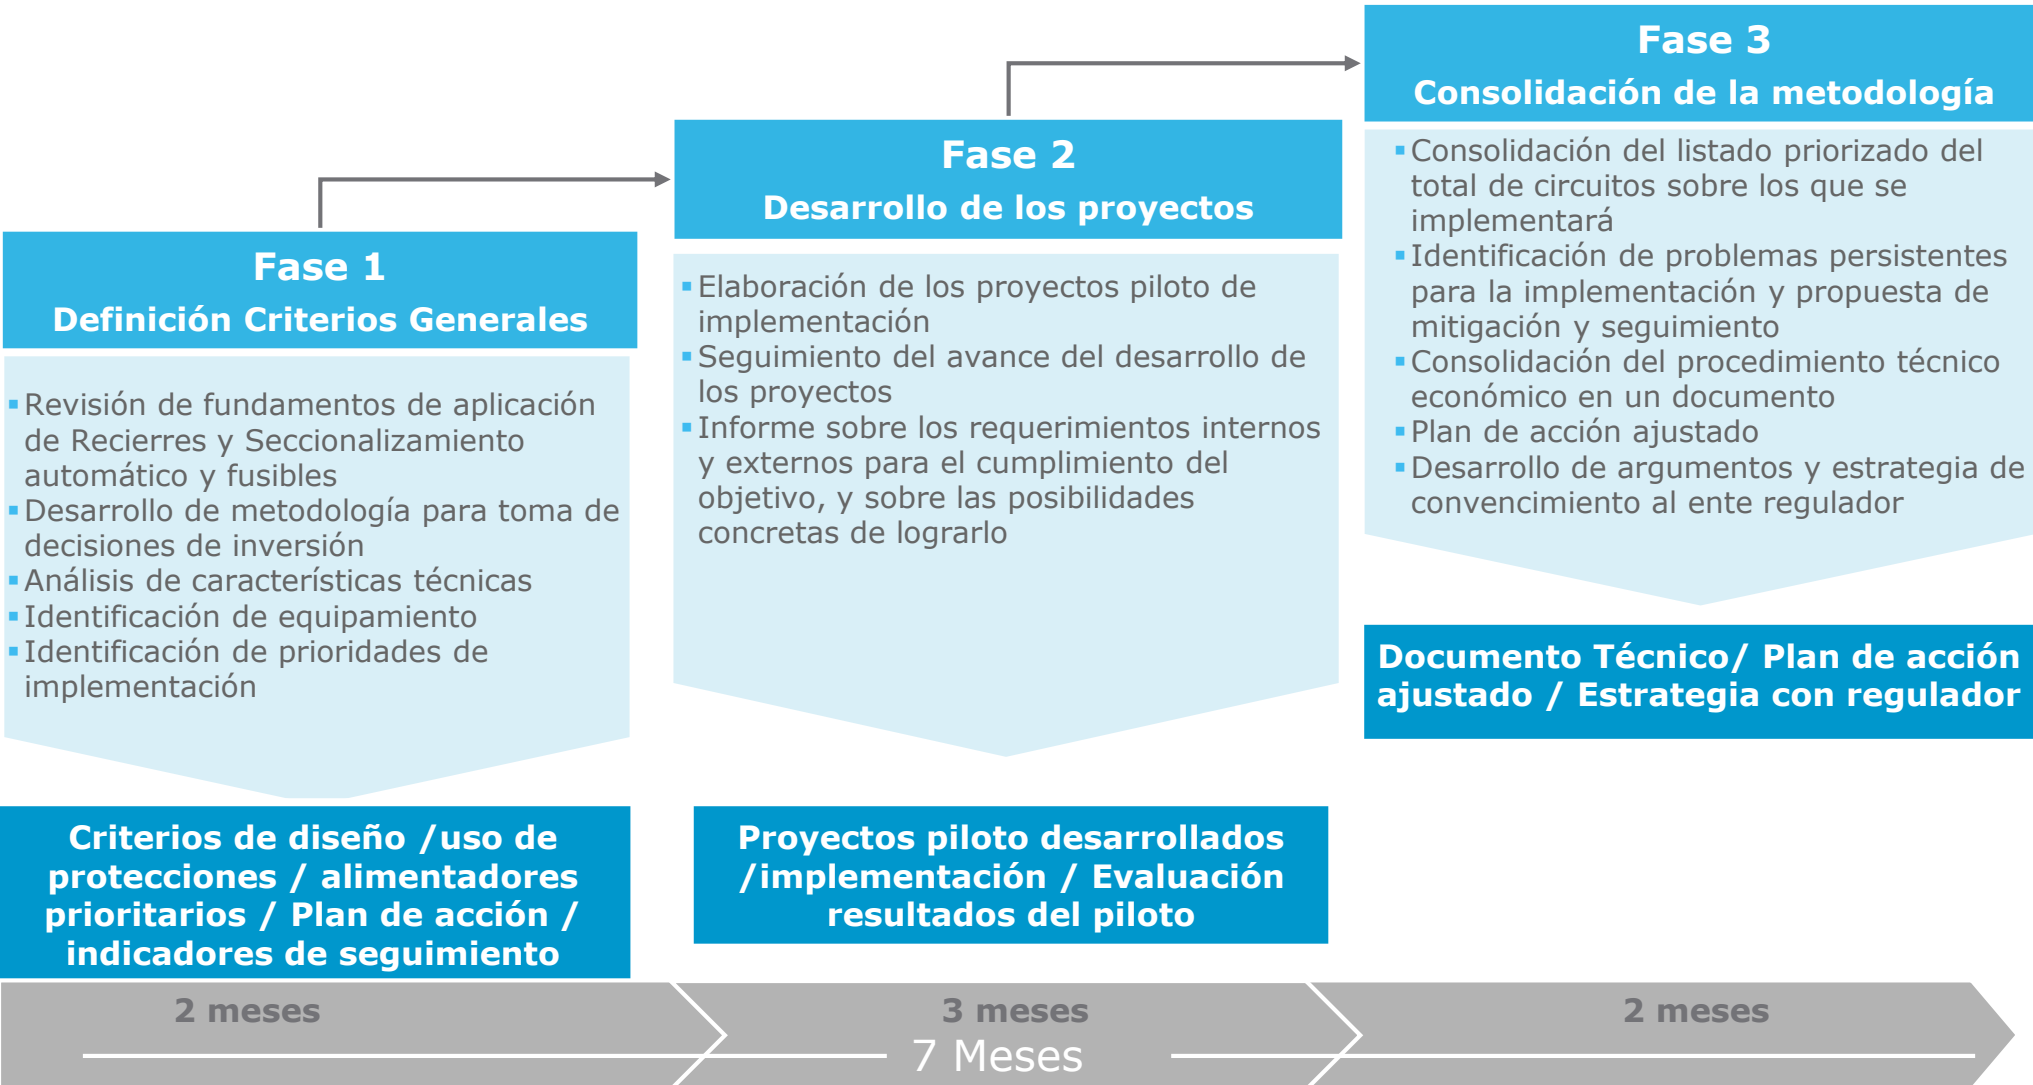 Fase 1
Definición Criterios Generales
▪Revisión de fundamentos de aplicación
de Recierres y Seccionalizamiento
automático y fusibles
▪Desarrollo de metodología para toma de
decisiones de inversión
▪Análisis de características técnicas
▪Identificación de equipamiento
▪Identificación de prioridades de
implementación
Criterios de diseño /uso de
protecciones / alimentadores
prioritarios / Plan de acción /
indicadores de seguimiento
Fase 2
Desarrollo de los proyectos
▪Elaboración de los proyectos piloto de
implementación
▪Seguimiento del avance del desarrollo de
los proyectos
▪Informe sobre los requerimientos internos
y externos para el cumplimiento del
objetivo, y sobre las posibilidades
concretas de lograrlo
Proyectos piloto desarrollados
/implementación / Evaluación
resultados del piloto
Fase 3
Consolidación de la metodología
▪Consolidación del listado priorizado del
total de circuitos sobre los que se
implementará
▪Identificación de problemas persistentes
para la implementación y propuesta de
mitigación y seguimiento
▪Consolidación del procedimiento técnico
económico en un documento
▪Plan de acción ajustado
▪Desarrollo de argumentos y estrategia de
convencimiento al ente regulador
Documento Técnico/ Plan de acción
ajustado / Estrategia con regulador
2 meses
3 meses
2 meses
7 Meses